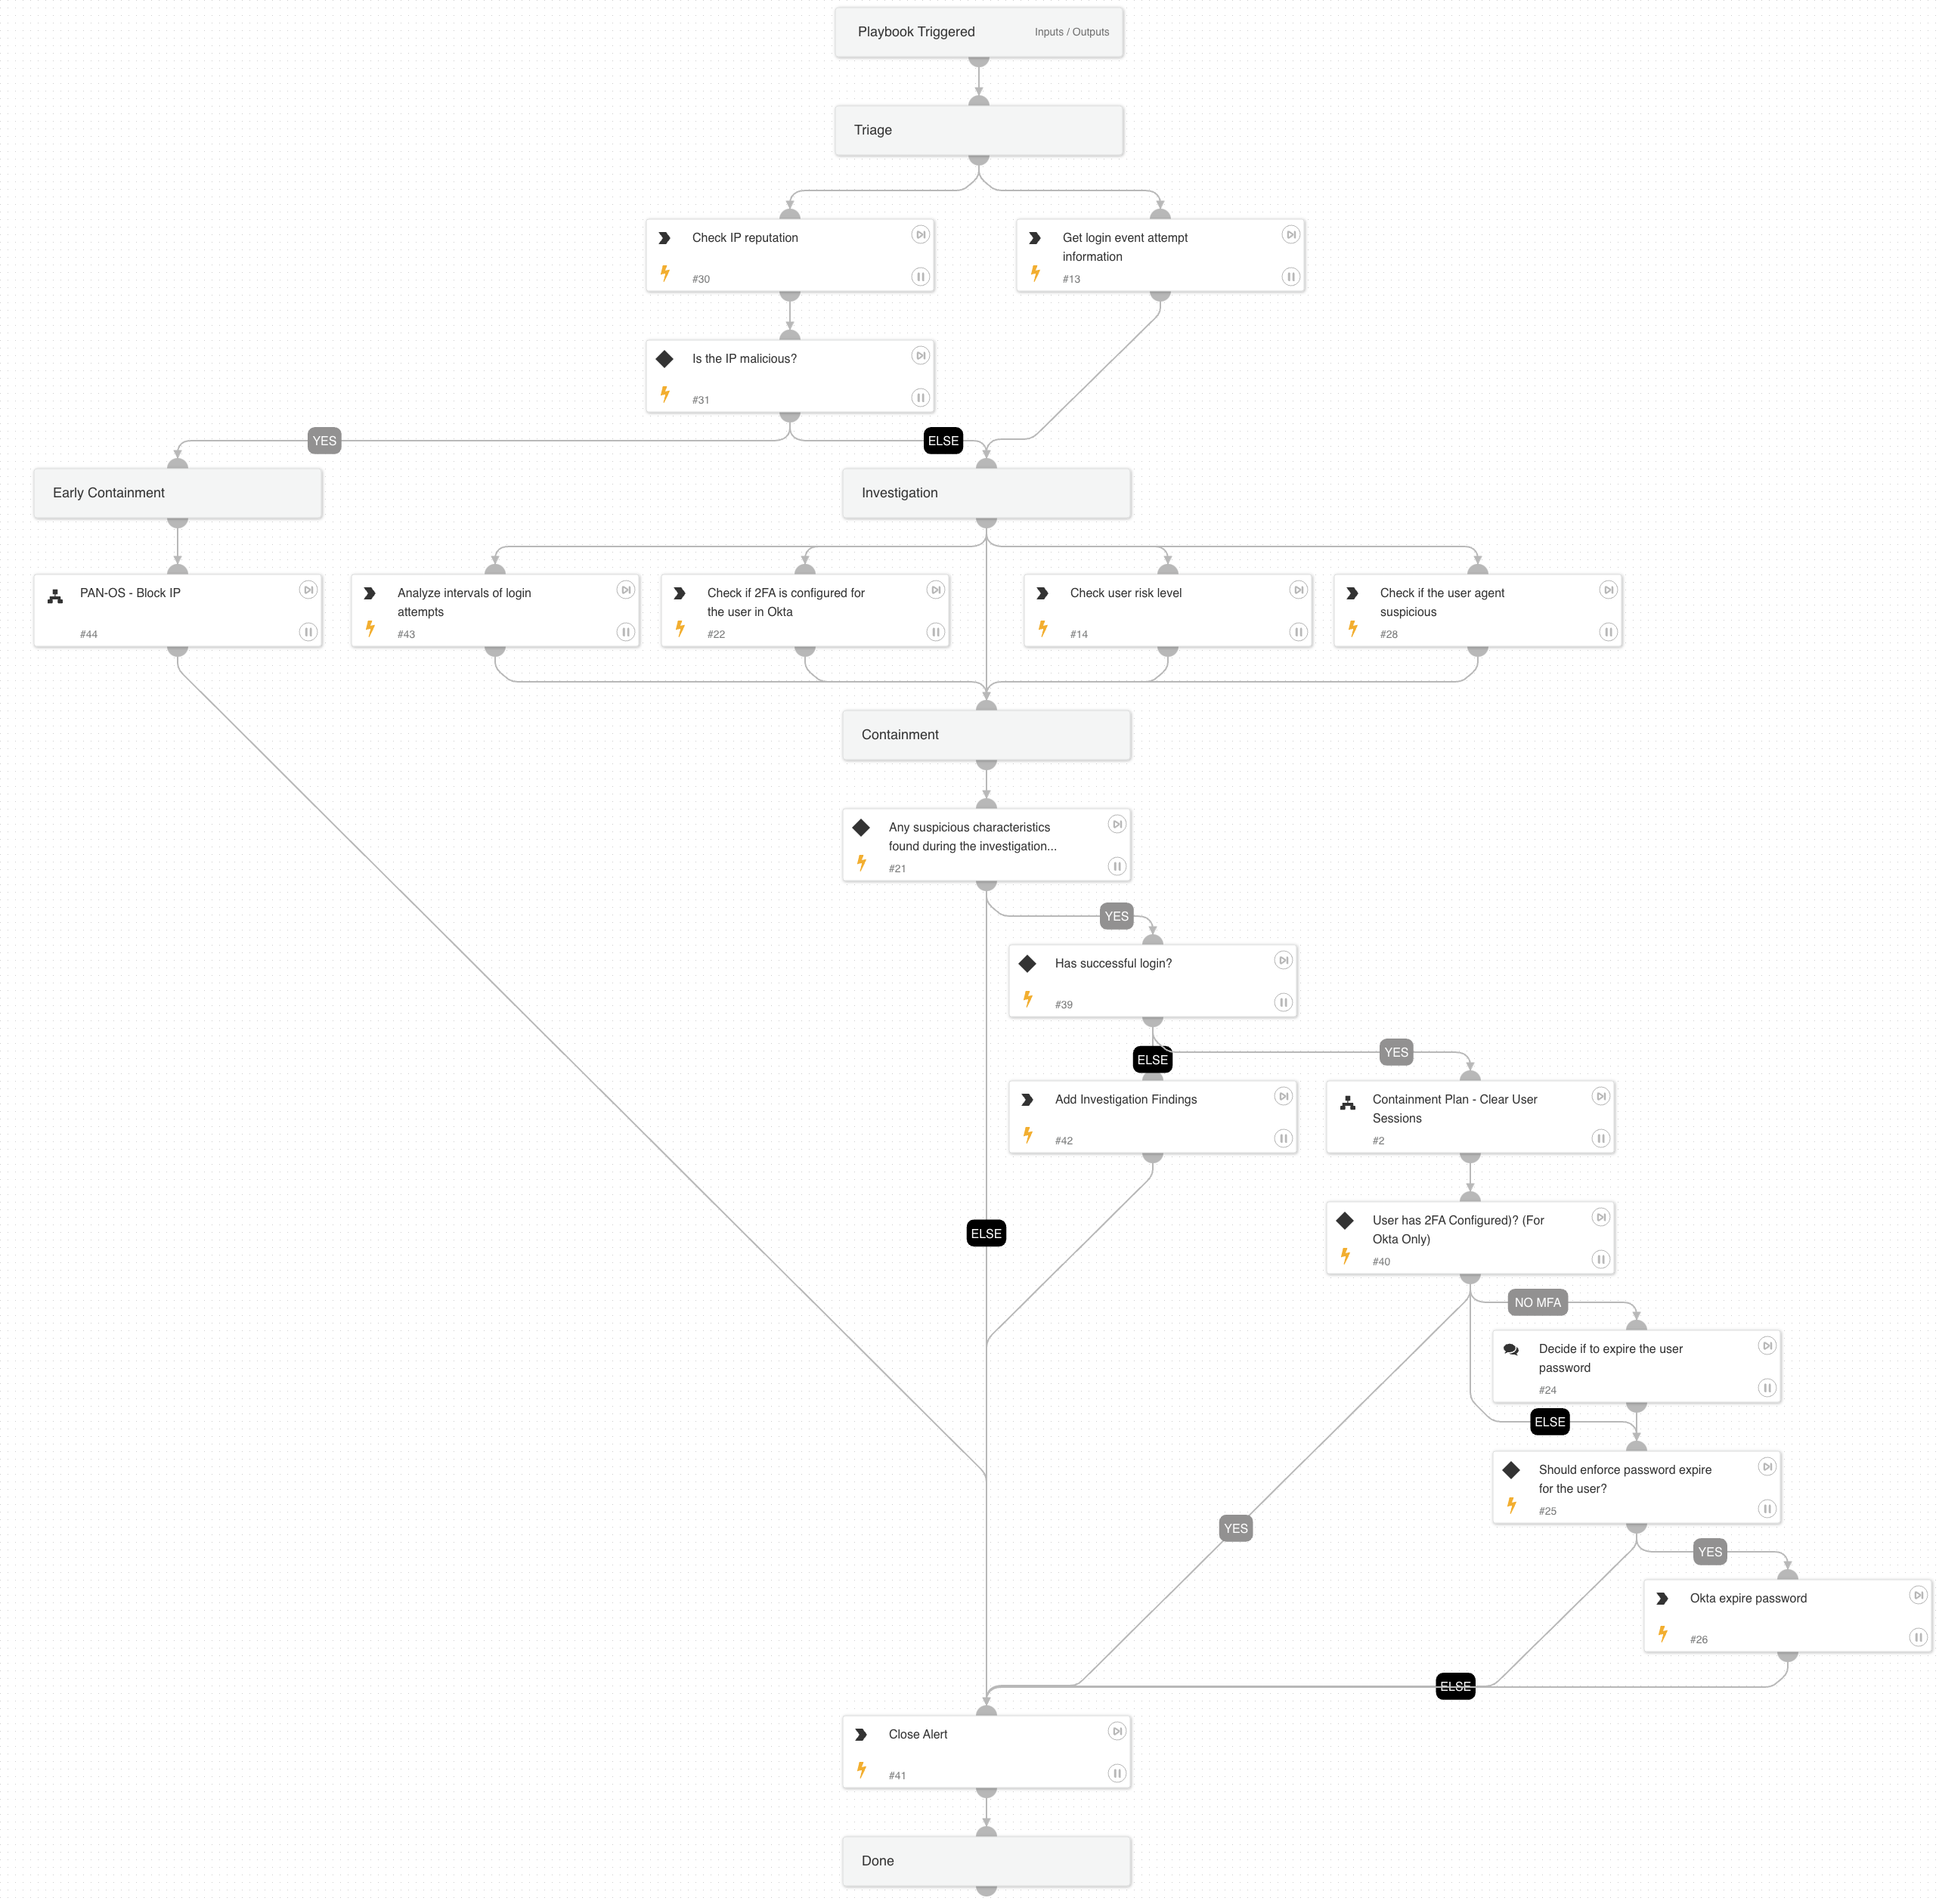 Playbook Triggered
Inputs / Outputs
Triage
Check IP reputation
#30
Get login event attempt
information
#13
Is the IP malicious?
#31
YES
ELSE
Early Containment
Investigation
PAN-OS - Block IP
#44
Analyze intervals of login
attempts
#43
Check if 2FA is configured for
the user in Okta
#22
Check user risk level
#14
Check if the user agent
suspicious
#28
Containment
Any suspicious characteristics
found during the investigation...
#21
YES
Has successful login?
#39
ELSE
YES
Add Investigation Findings
#42
Containment Plan - Clear User
Sessions
#2
User has 2FA Configured)? (For
Okta Only)
#40
ELSE
NO MFA
Decide if to expire the user
password
#24
ELSE
Should enforce password expire
for the user?
#25
YES
YES
Okta expire password
#26
ELSE
Close Alert
#41
Done